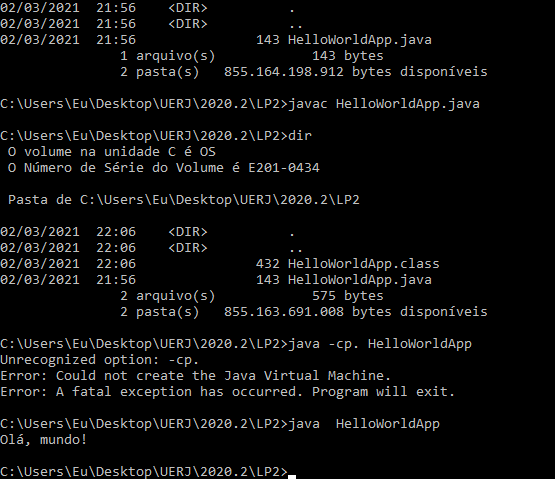 02/03/2021  21:56    <DIR>          .
02/03/2021  21:56    <DIR>          ..
02/03/2021  21:56               143 HelloWorldApp.java
               1 arquivo(s)            143 bytes
               2 pasta(s)   855.164.198.912 bytes disponíveis
C:\Users\Eu\Desktop\UERJ\2020.2\LP2>javac HelloWorldApp.java
C:\Users\Eu\Desktop\UERJ\2020.2\LP2>dir
 O volume na unidade C é OS
 O Número de Série do Volume é E201-0434
 Pasta de C:\Users\Eu\Desktop\UERJ\2020.2\LP2
02/03/2021  22:06    <DIR>          .
02/03/2021  22:06    <DIR>          ..
02/03/2021  22:06               432 HelloWorldApp.class
02/03/2021  21:56               143 HelloWorldApp.java
               2 arquivo(s)            575 bytes
               2 pasta(s)   855.163.691.008 bytes disponíveis
C:\Users\Eu\Desktop\UERJ\2020.2\LP2>java -cp. HelloWorldApp
Unrecognized option: -cp.
Error: Could not create the Java Virtual Machine.
Error: A fatal exception has occurred. Program will exit.
C:\Users\Eu\Desktop\UERJ\2020.2\LP2>java  HelloWorldApp
Olá, mundo!
C:\Users\Eu\Desktop\UERJ\2020.2\LP2>